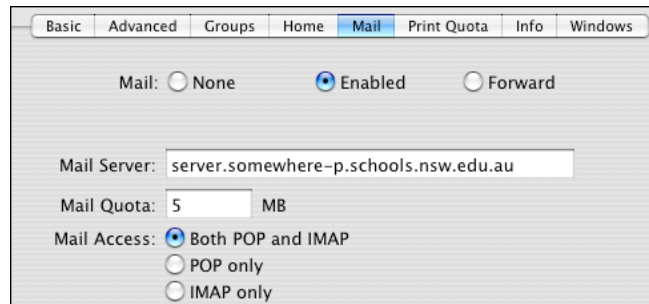 Basic Advanced Groups Home Mail Print Quota Info Windows
Mail: None Enabled Forward
Mail Server: server.somewhere-p.schools.nsw.edu.au
Mail Quota: 5 MB
Mail Access: Both POP and IMAP
POP only
IMAP only